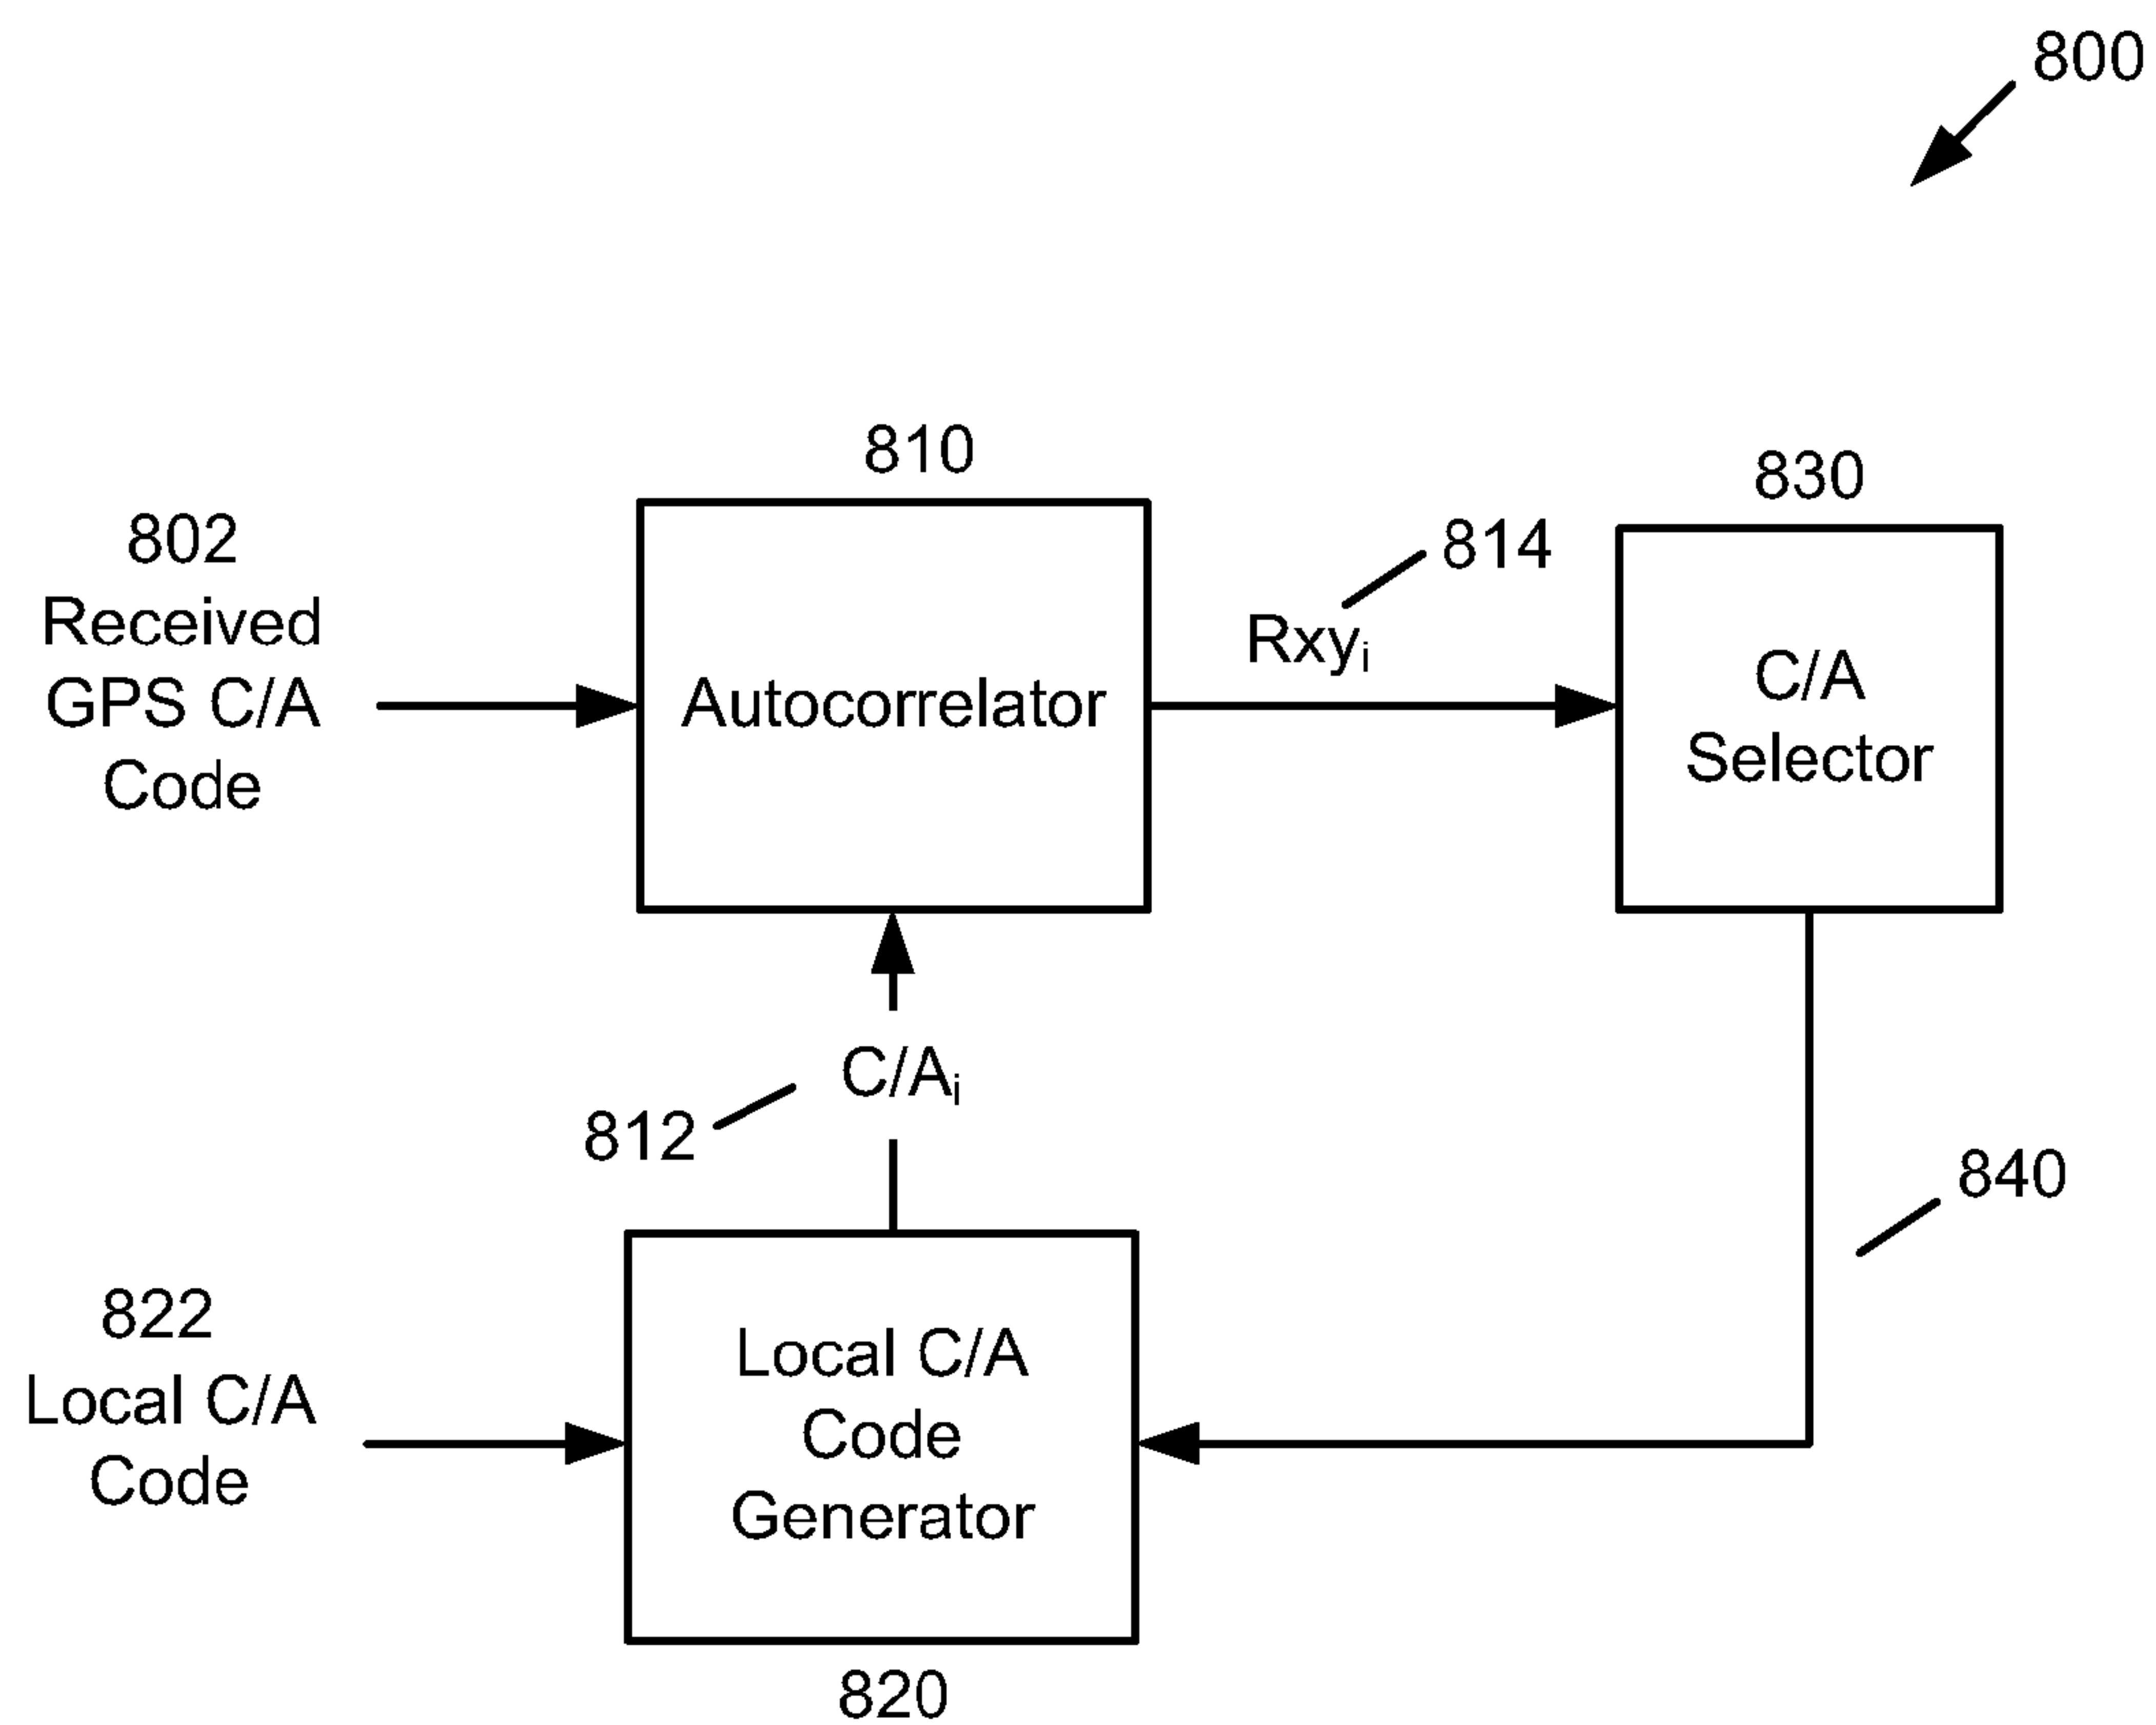 800
810
830
802
Received
GPS C/A
Code
Autocorrelator
814
Rxyi
C/A
Selector
C/Ai
812
840
822
Local C/A
Code
Local C/A
Code
Generator
820